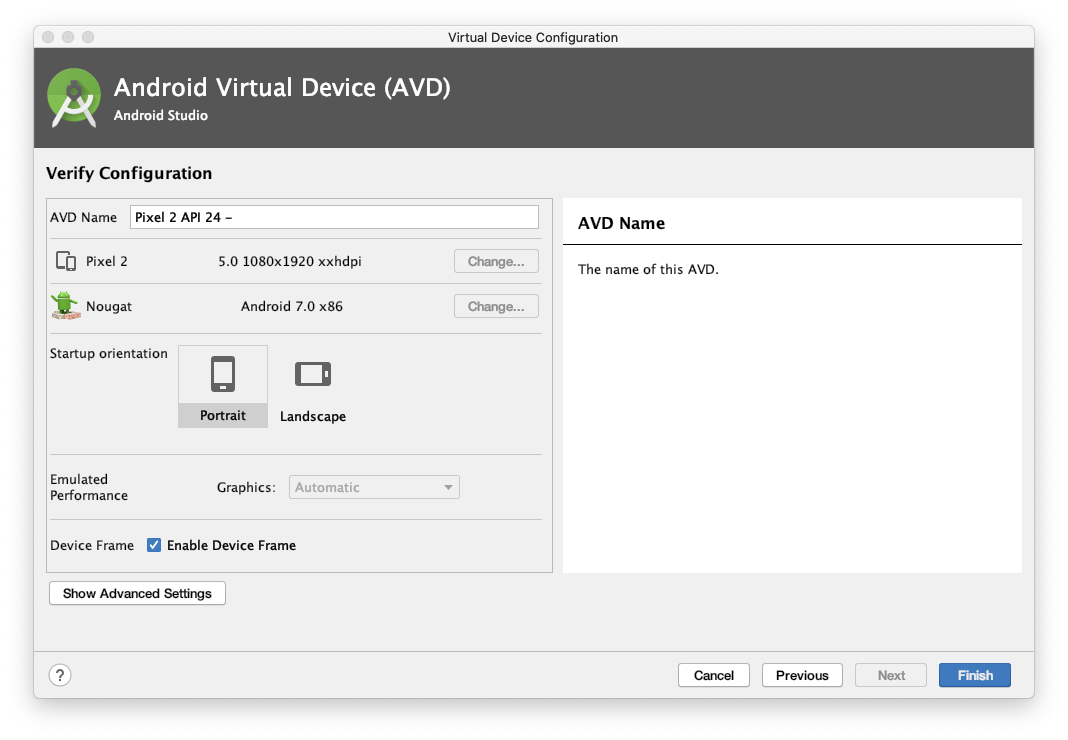 Virtual Device Configuration
Android Virtual Device (AVD)
Android Studio
Verify Configuration
AVD Name Pixel 2 API 24 –
Pixel 2 5.0 1080x1920 xxhdpi Change...
Nougat Android 7.0 x86 Change...
Startup orientation
Portrait Landscape
Emulated
Performance
Graphics: Automatic
Device Frame Enable Device Frame
Show Advanced Settings
AVD Name
The name of this AVD.
? Cancel Previous Next Finish